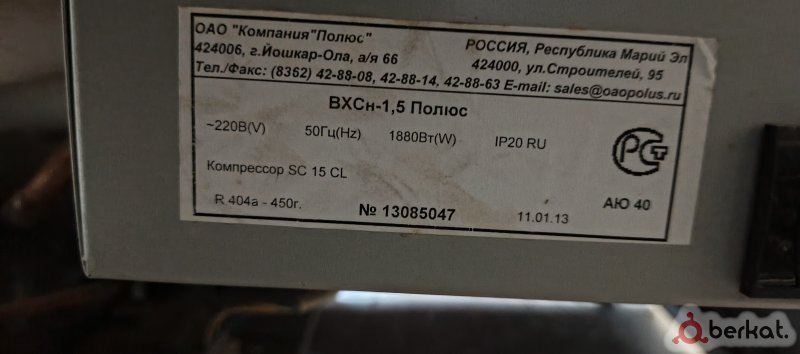 ОАО "Компания"Полюс"
424006, г.Йошкар-Ола, а/я 66
РОССИЯ, Республика Марий Эл
424000, ул.Строителей, 95
Тел./Факс: (8362) 42-88-08, 42-88-14, 42-88-63 E-mail: sales@oaopolus.ru
ВХСн-1,5 Полюс
~220В(V) 50Гц(Hz) 1880Вт(W) IP20 RU
Компрессор SC 15 CL
РСТ
R 404a - 450г. № 13085047 11.01.13 АЮ 40
berkat.